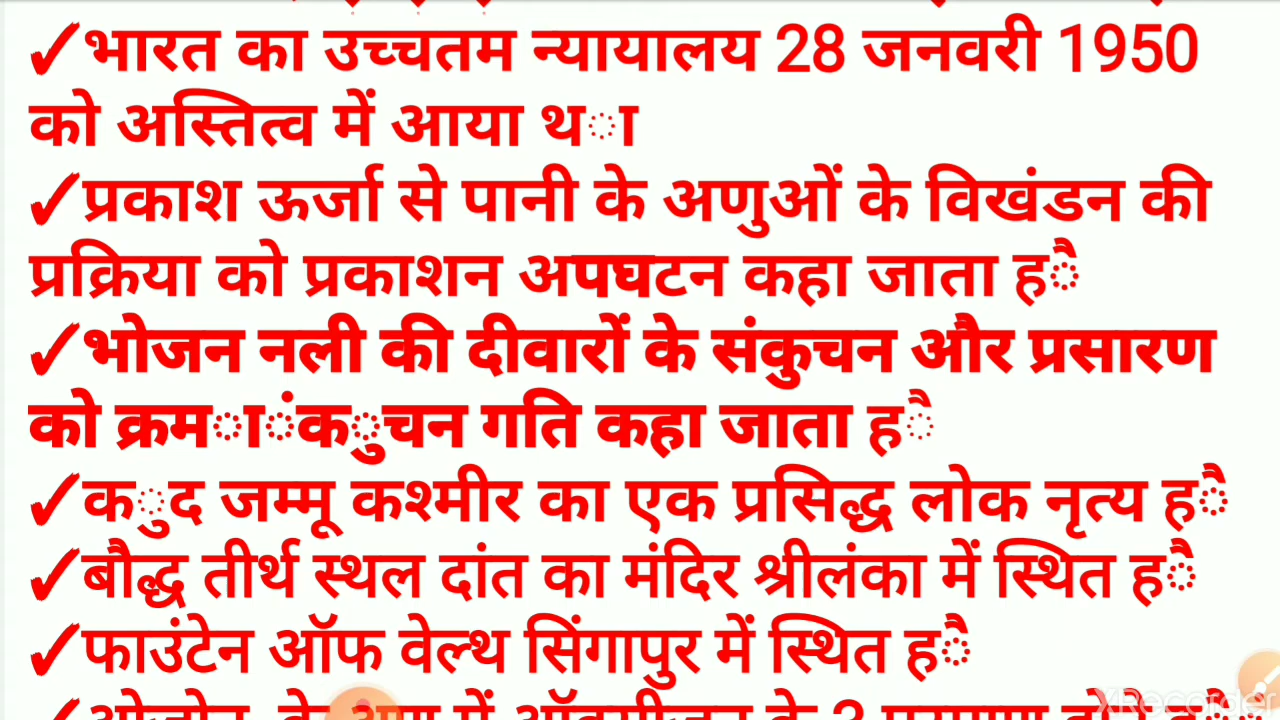 ✓भारत का उच्चतम न्यायालय 28 जनवरी 1950
को अस्तित्व में आया था
✓प्रकाश ऊर्जा से पानी के अणुओं के विखंडन की
प्रक्रिया को प्रकाशन अपघटन कहा जाता है
✓भोजन नली की दीवारों के संकुचन और प्रसारण
को क्रमांकुचन गति कहा जाता है
✓कुद जम्मू कश्मीर का एक प्रसिद्ध लोक नृत्य है
✓बौद्ध तीर्थ स्थल दांत का मंदिर श्रीलंका में स्थित है
✓फाउंटेन ऑफ वेल्थ सिंगापुर में स्थित है
XRecorder